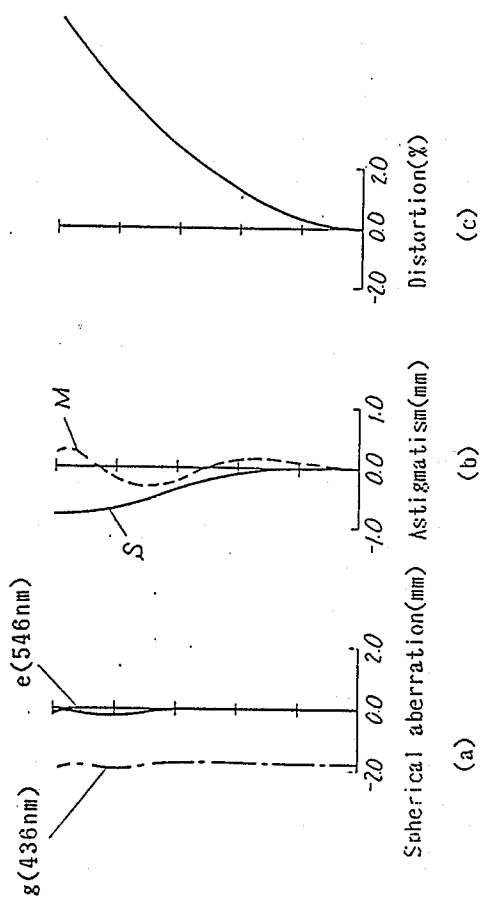 g(436nm)
e(546nm)
-2.0
0.0
2.0
Spherical aberration(mm)
(a)
S
M
-1.0
0.0
1.0
Astigmatism(mm)
(b)
-2.0
0.0
2.0
Distortion(%)
(c)